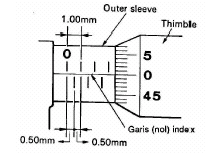 Outer sleeve
1.00mm
Thimble
0
5
0
45
Garis (nol) index
0.50mm
0.50mm